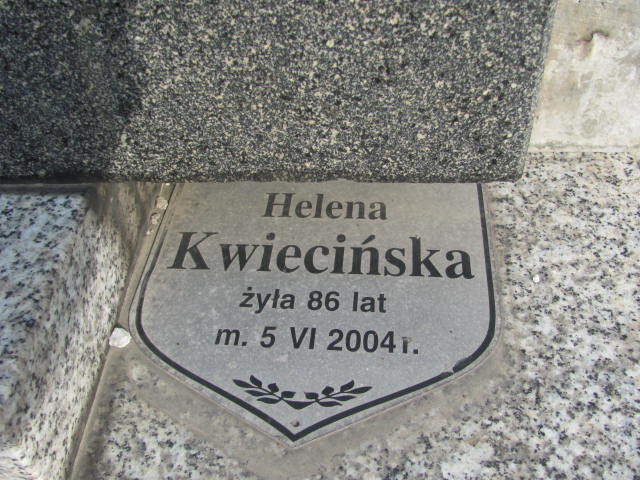 Helena
Kwiecińska
żyła 86 lat
m. 5 VI 2004 r.